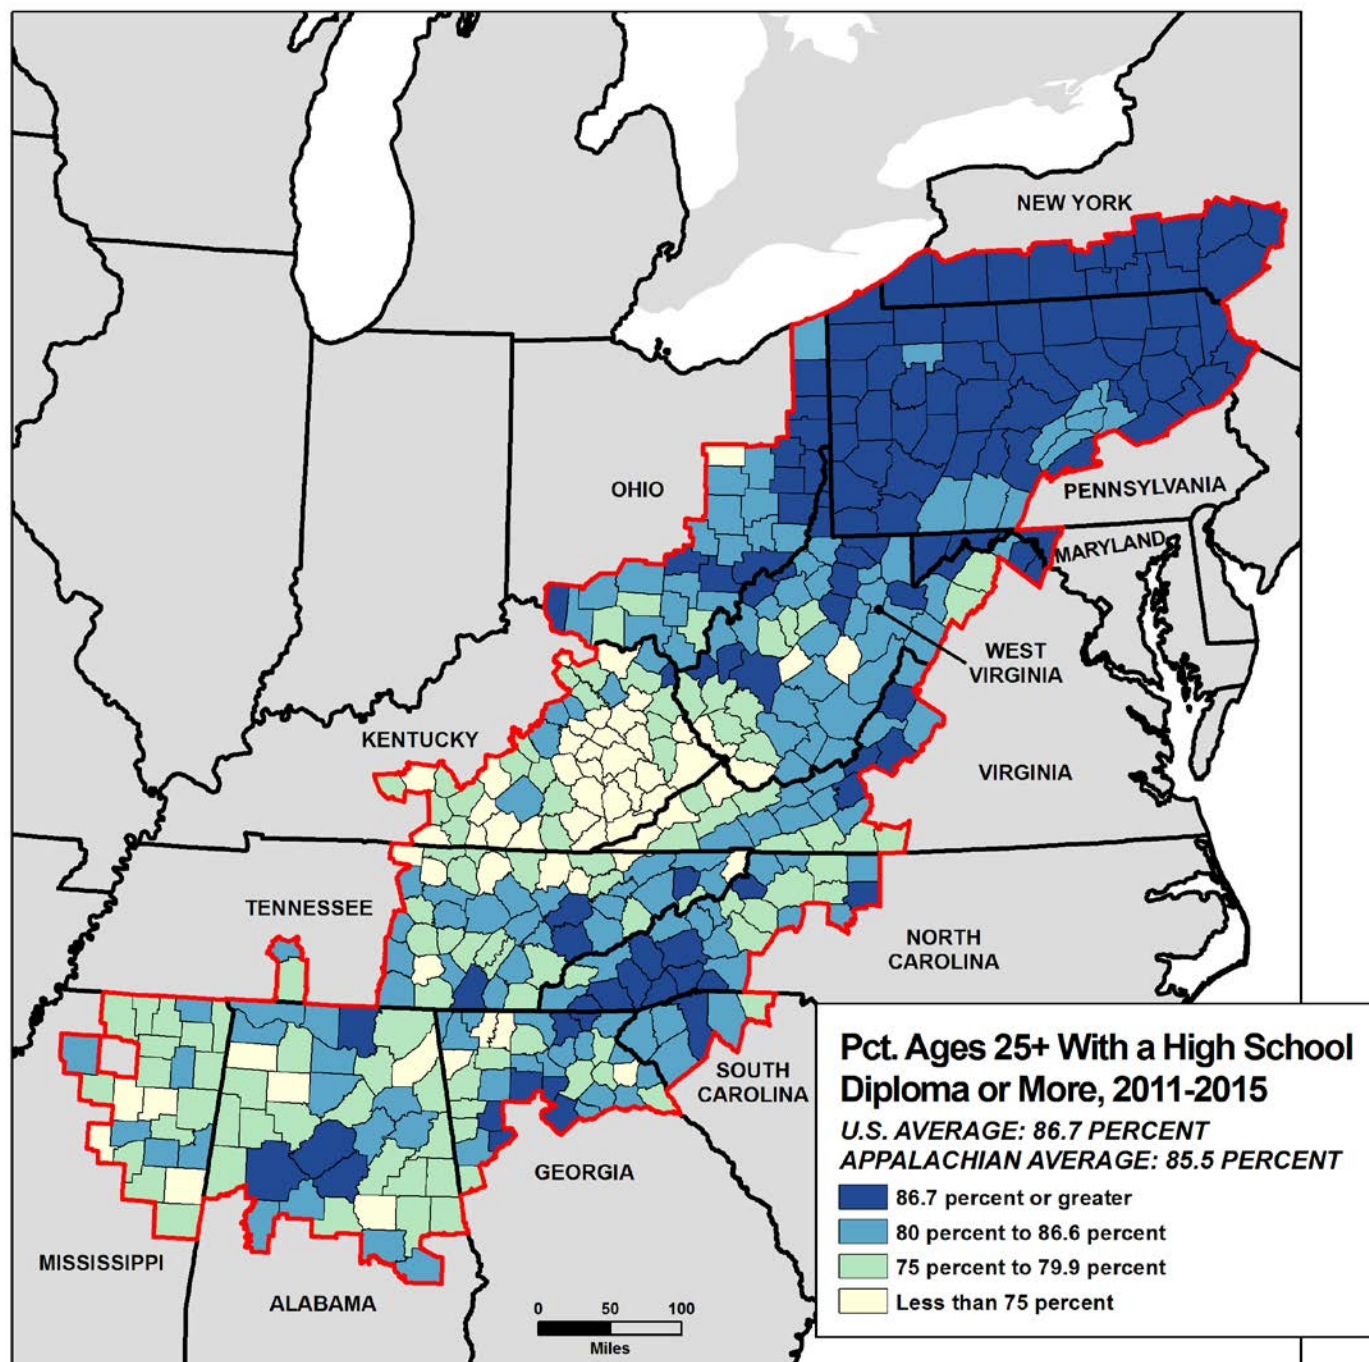 NEW YORK
OHIO
PENNSYLVANIA
MARYLAND
WEST
VIRGINIA
KENTUCKY
VIRGINIA
TENNESSEE
NORTH
CAROLINA
SOUTH
CAROLINA
GEORGIA
MISSISSIPPI
ALABAMA
0 50 100
Miles
Pct. Ages 25+ With a High School
Diploma or More, 2011-2015
U.S. AVERAGE: 86.7 PERCENT
APPALACHIAN AVERAGE: 85.5 PERCENT
86.7 percent or greater
80 percent to 86.6 percent
75 percent to 79.9 percent
Less than 75 percent